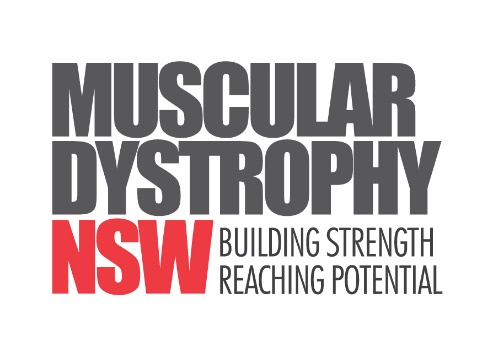 MUSCULAR
DYSTROPHY
NSW
BUILDING STRENGTH
REACHING POTENTIAL